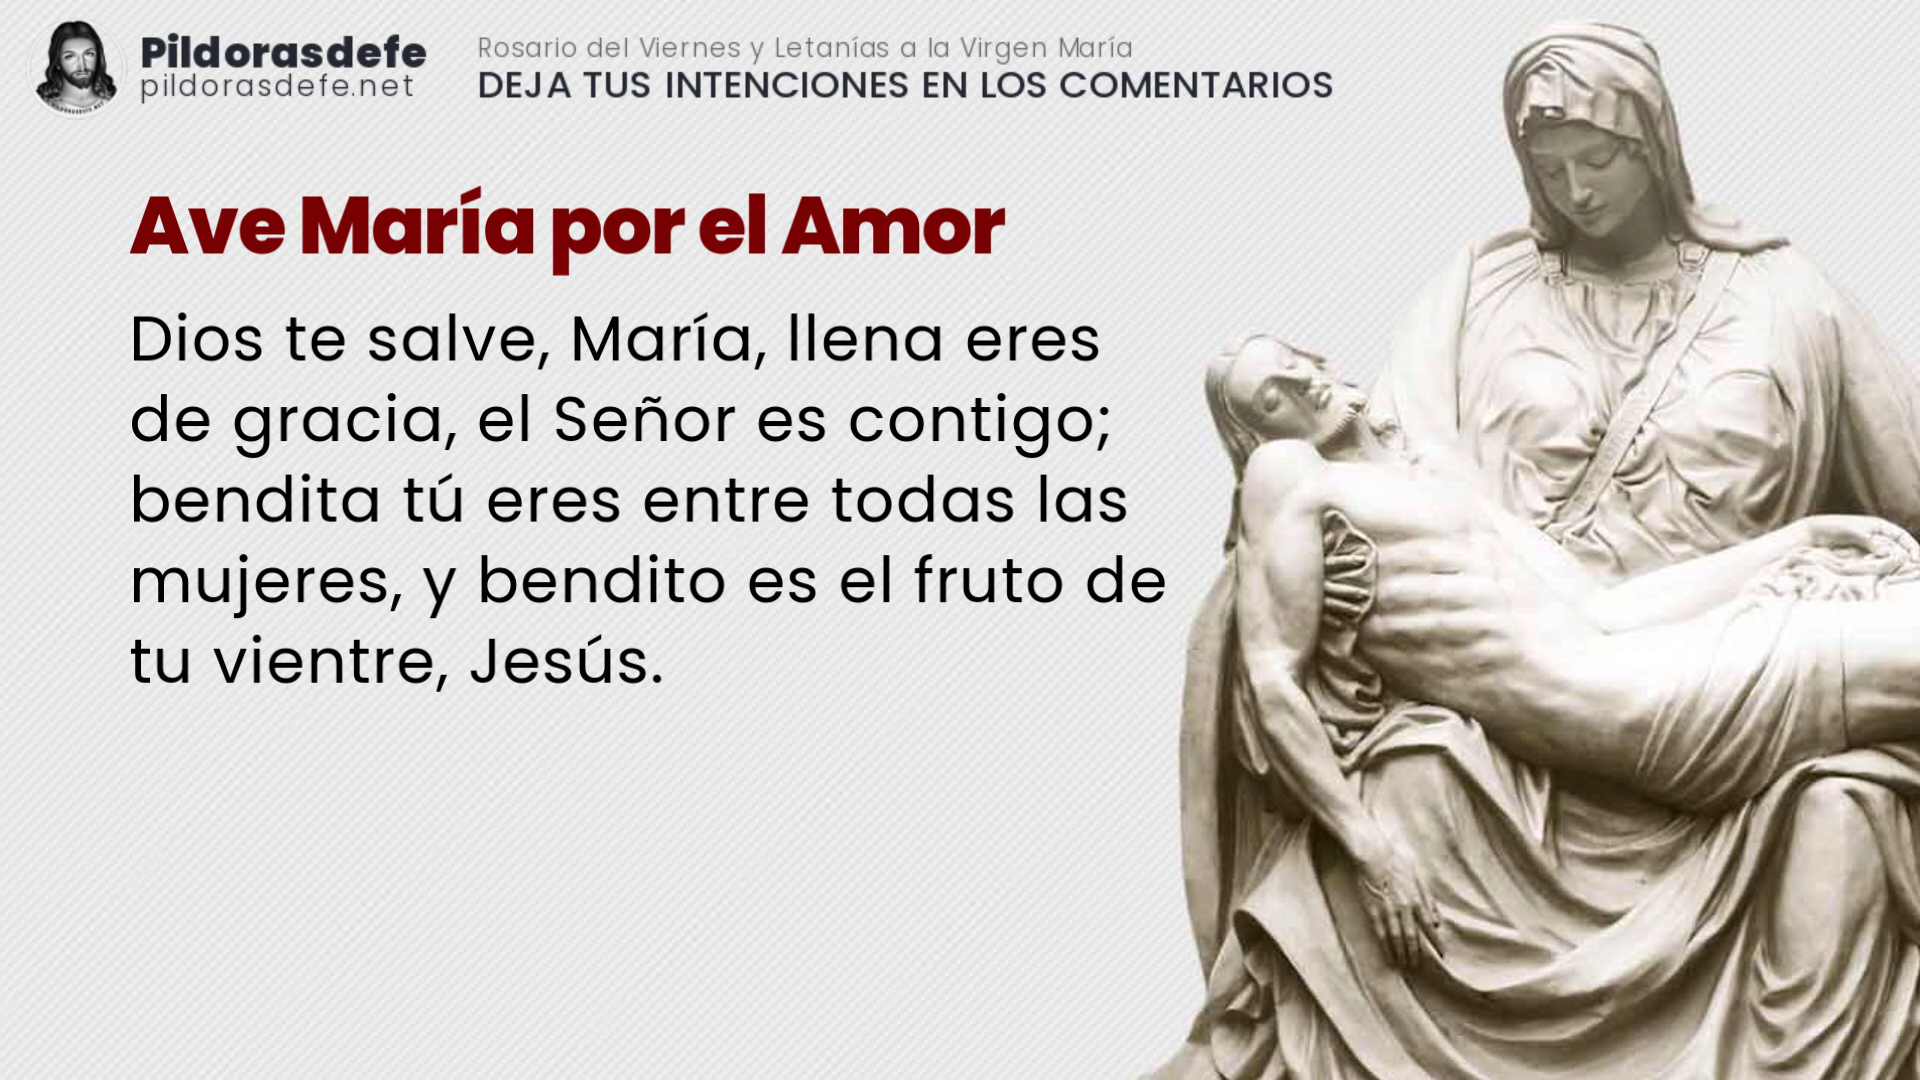 Pildorasdefe
pildorasdefe.net
Rosario del Viernes y Letanías a la Virgen María
DEJA TUS INTENCIONES EN LOS COMENTARIOS
Ave María por el Amor
Dios te salve, María, llena eres
de gracia, el Señor es contigo;
bendita tú eres entre todas las
mujeres, y bendito es el fruto de
tu vientre, Jesús.